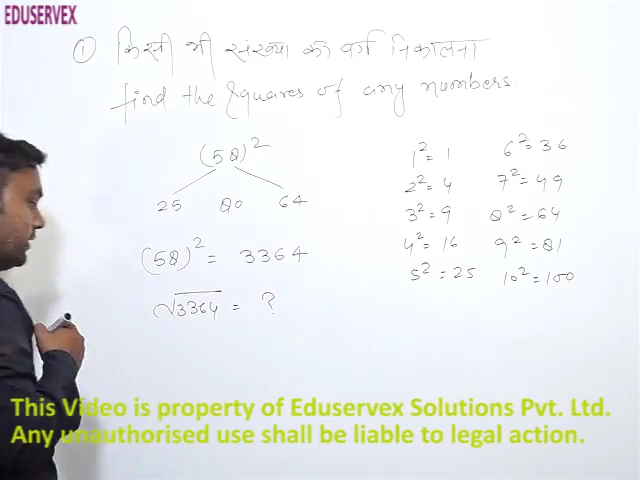 EDUSERVEX
① किसी भी संख्या का वर्ग निकालना
find the squares of any numbers
(58)²
25 80 64
(58)² = 3364
√3364 = ?
1² = 1
2² = 4
3² = 9
4² = 16
5² = 25
6² = 36
7² = 49
8² = 64
9² = 81
10² = 100
This Video is property of Eduservex Solutions Pvt. Ltd.
Any unauthorised use shall be liable to legal action.